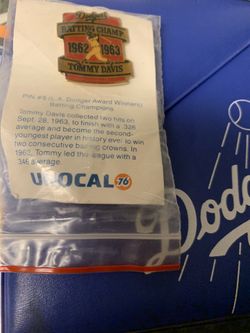 Dodgers
BATTING CHAMP
1962 1963
TOMMY DAVIS
PIN #5 (L.A. Dodger Award Winners)
Batting Champions
Tommy Davis collected two hits on
Sept. 28, 1963, to finish with a .326
average and become the second-
youngest player in history ever to win
two consecutive batting crowns. In
1962, Tommy led the league with a
.346 average.
UNOCAL 76
Dodg